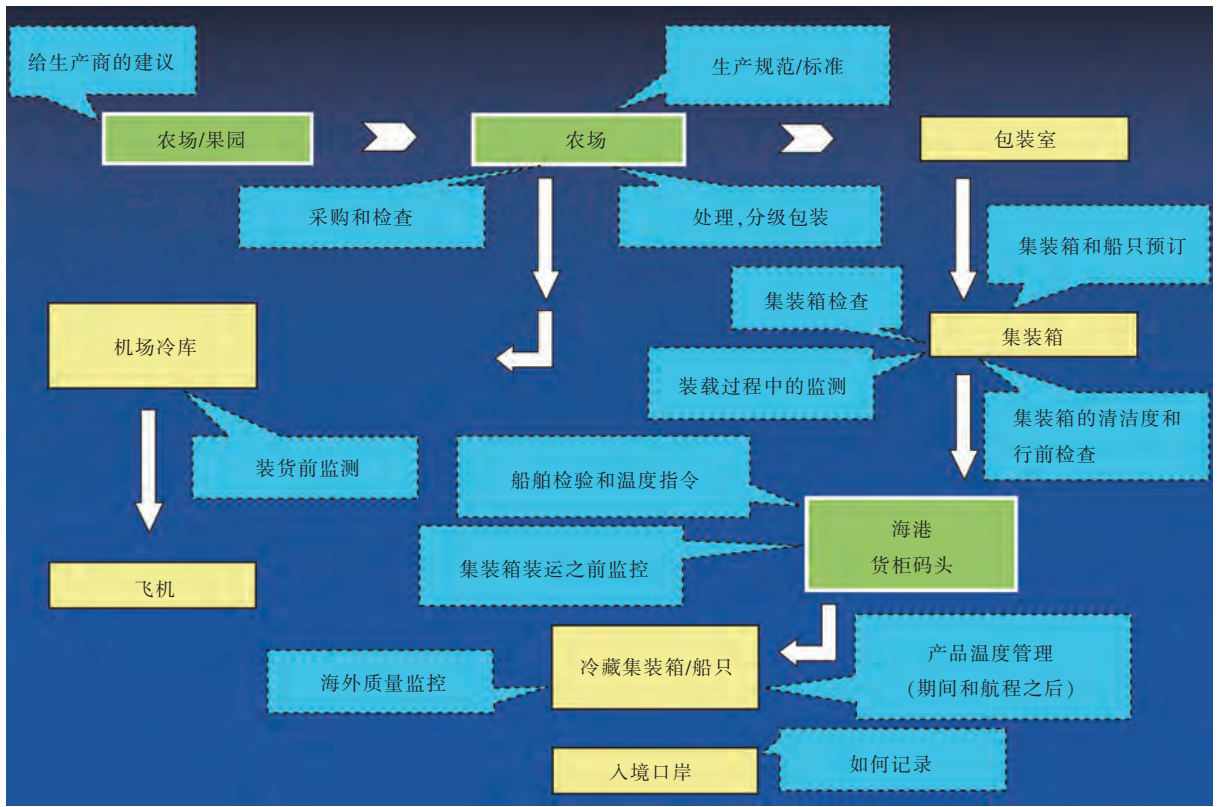 给生产商的建议
生产规范/标准
农场/果园
农场
包装室
采购和检查
处理,分级包装
集装箱和船只预订
集装箱检查
机场冷库
集装箱
装载过程中的监测
集装箱的清洁度和
行前检查
装货前监测
船舶检验和温度指令
海港
货柜码头
集装箱装运之前监控
飞机
冷藏集装箱/船只
产品温度管理
(期间和航程之后)
海外质量监控
入境口岸
如何记录